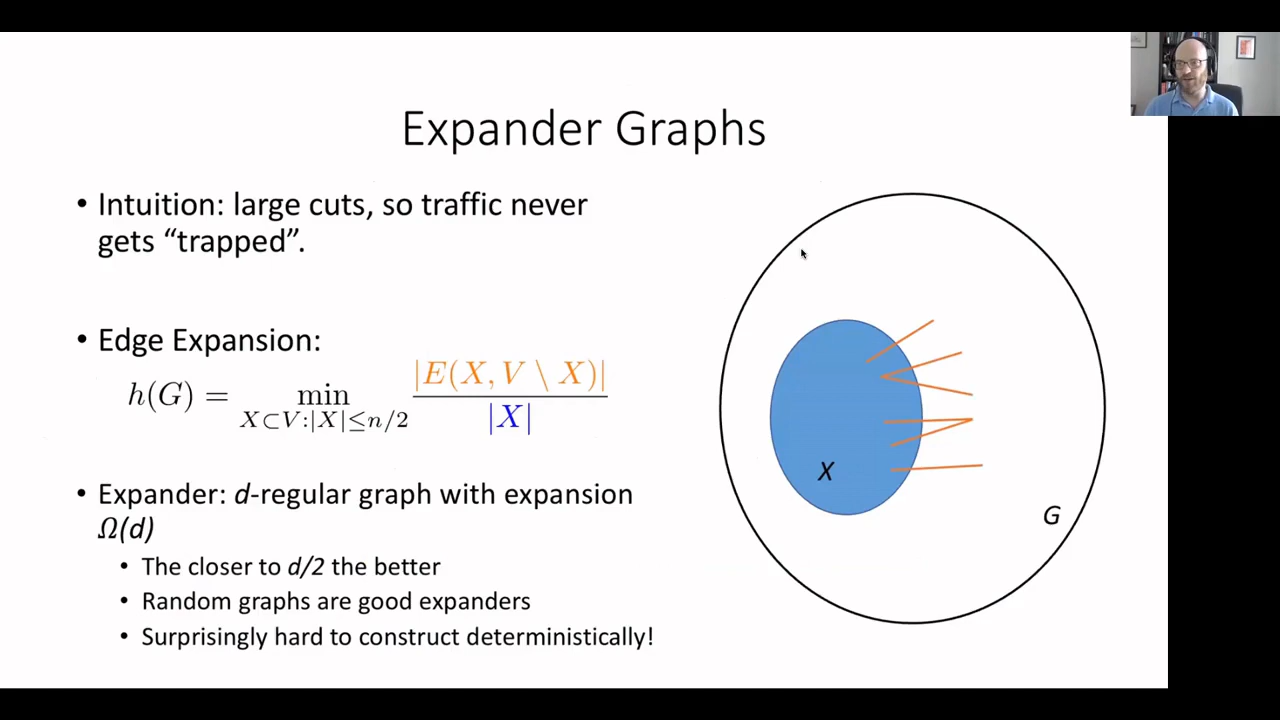 Expander Graphs
• Intuition: large cuts, so traffic never
gets “trapped”.
• Edge Expansion:
h(G) = min_{X⊂V:|X|≤n/2} |E(X, V \ X)| / |X|
• Expander: d-regular graph with expansion
Ω(d)
• The closer to d/2 the better
• Random graphs are good expanders
• Surprisingly hard to construct deterministically!
X
G